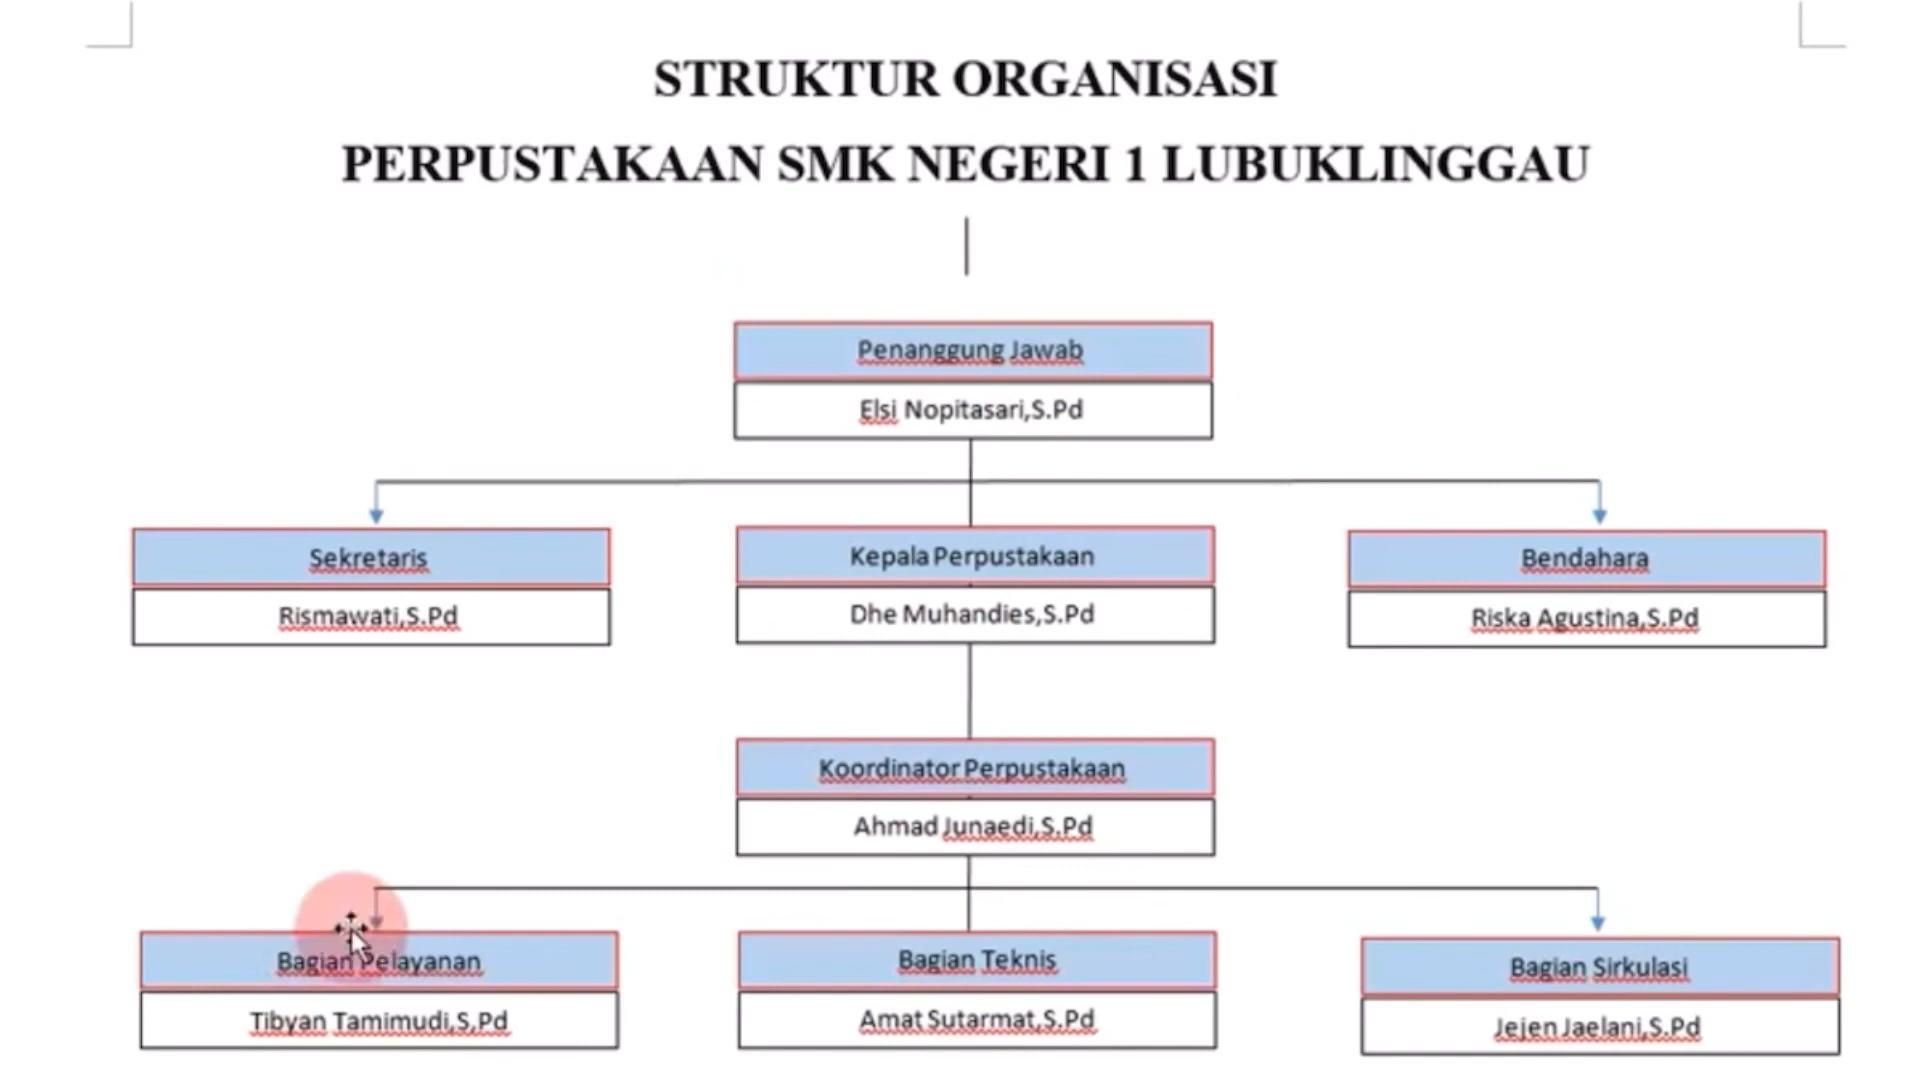 STRUKTUR ORGANISASI
PERPUSTAKAAN SMK NEGERI 1 LUBUKLINGGAU
Penanggung Jawab
Elsi Nopitasari,S.Pd
Sekretaris
Rismawati,S.Pd
Kepala Perpustakaan
Dhe Muhandies,S.Pd
Bendahara
Riska Agustina,S.Pd
Koordinator Perpustakaan
Ahmad Junaedi,S.Pd
Bagian Pelayanan
Tibyan Tamimudi,S,Pd
Bagian Teknis
Amat Sutarmat,S.Pd
Bagian Sirkulasi
Jejen Jaelani,S.Pd